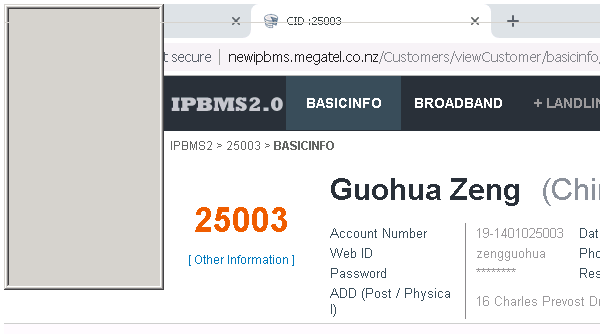 CID :25003
t secure | newipbms.megatel.co.nz/Customers/viewCustomer/basicinfo
IPBMS2.0 BASICINFO BROADBAND + LANDLIN
IPBMS2 > 25003 > BASICINFO
Guohua Zeng (Chi
25003
[ Other Information ]
Account Number 19-1401025003 Dat
Web ID zengguohua Pho
Password ******** Res
ADD (Post / Physica
l) 16 Charles Prevost Dr